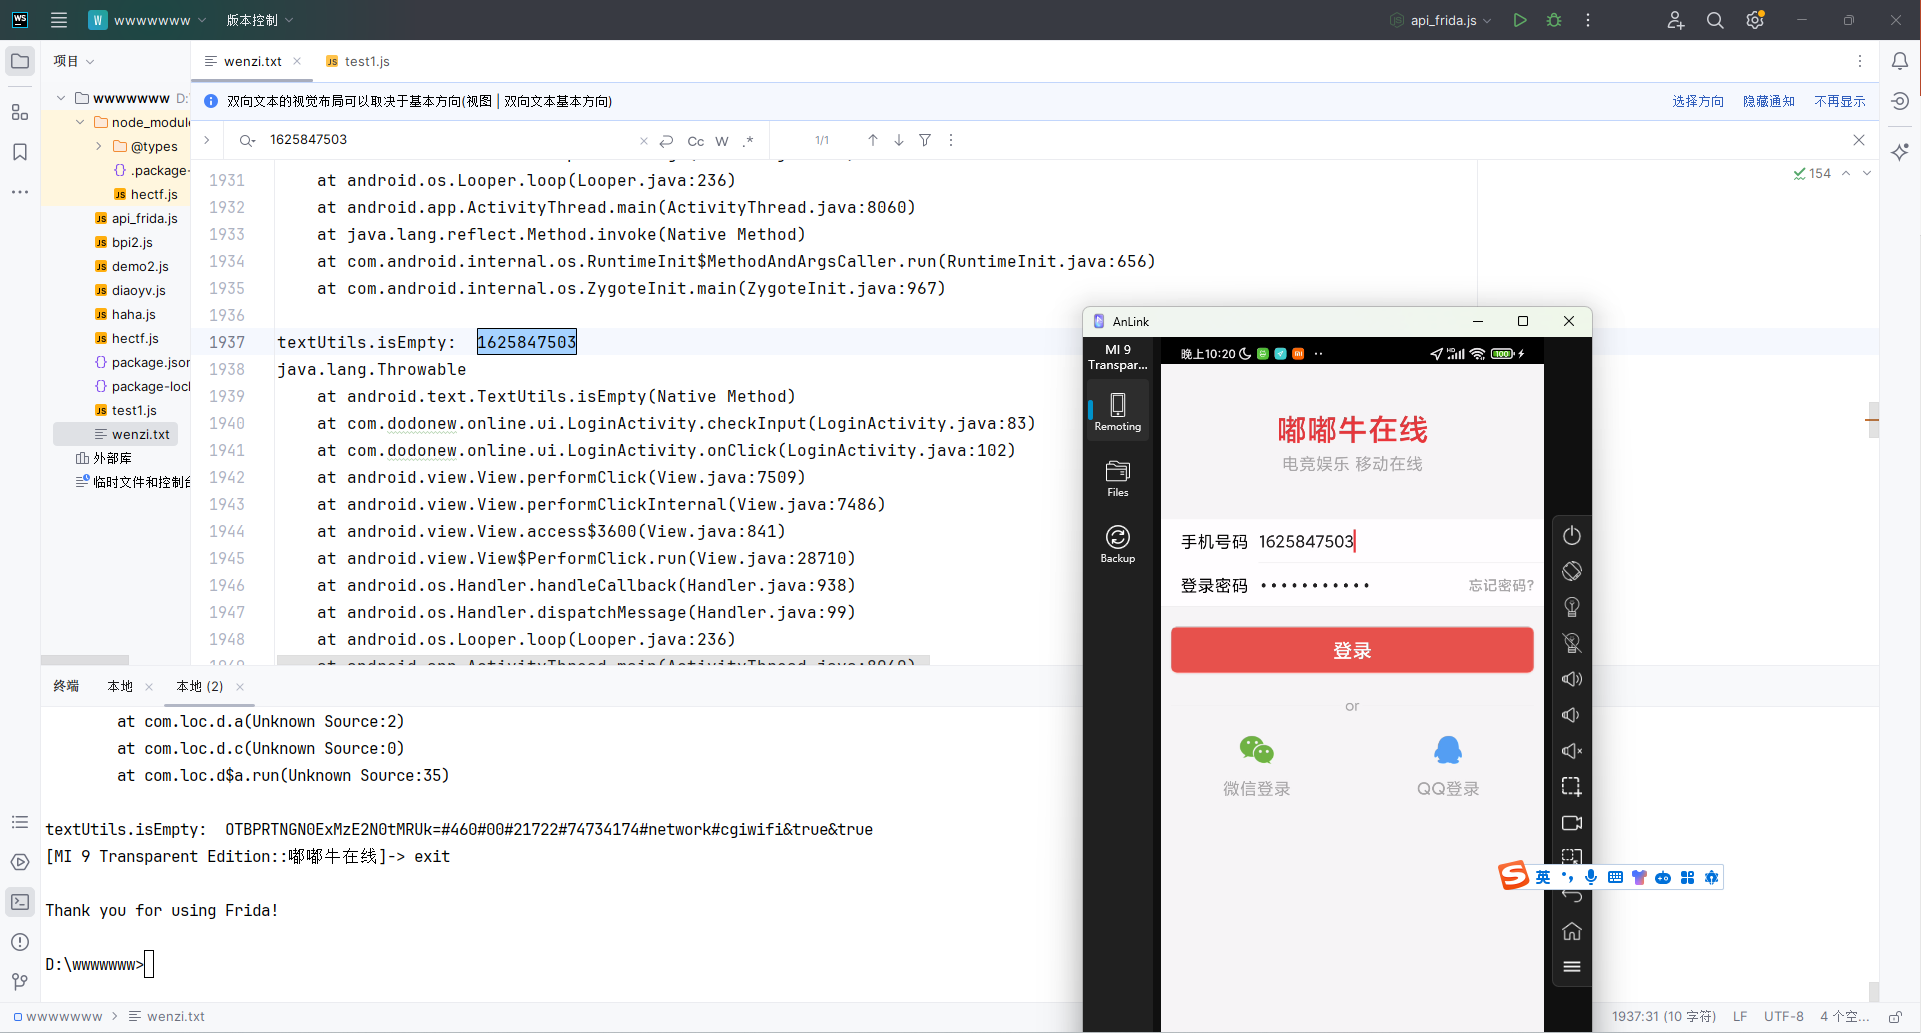 WS
W wwwwwww
版本控制
api_frida.js
项目
wenzi.txt
test1.js
wwwwwww D:
双向文本的视觉布局可以取决于基本方向(视图 | 双向文本基本方向)
选择方向 隐藏通知 不再显示
node_modul
@types
.package-
hectf.js
api_frida.js
bpi2.js
demo2.js
diaoyv.js
haha.js
hectf.js
package.json
package-loc
test1.js
wenzi.txt
外部库
临时文件和控制台
1625847503
Cc W .*
1/1
154
1931 at android.os.Looper.loop(Looper.java:236)
1932 at android.app.ActivityThread.main(ActivityThread.java:8060)
1933 at java.lang.reflect.Method.invoke(Native Method)
1934 at com.android.internal.os.RuntimeInit$MethodAndArgsCaller.run(RuntimeInit.java:656)
1935 at com.android.internal.os.ZygoteInit.main(ZygoteInit.java:967)
1936
1937 textUtils.isEmpty: 1625847503
1938 java.lang.Throwable
1939 at android.text.TextUtils.isEmpty(Native Method)
1940 at com.dodonew.online.ui.LoginActivity.checkInput(LoginActivity.java:83)
1941 at com.dodonew.online.ui.LoginActivity.onClick(LoginActivity.java:102)
1942 at android.view.View.performClick(View.java:7509)
1943 at android.view.View.performClickInternal(View.java:7486)
1944 at android.view.View.access$3600(View.java:841)
1945 at android.view.View$PerformClick.run(View.java:28710)
1946 at android.os.Handler.handleCallback(Handler.java:938)
1947 at android.os.Handler.dispatchMessage(Handler.java:99)
1948 at android.os.Looper.loop(Looper.java:236)
终端 本地 本地 (2)
at com.loc.d.a(Unknown Source:2)
at com.loc.d.c(Unknown Source:0)
at com.loc.d$a.run(Unknown Source:35)
textUtils.isEmpty: OTBPRTNGN0ExMzE2N0tMRUk=#460#00#21722#74734174#network#cgiwifi&true&true
[MI 9 Transparent Edition::嘟嘟牛在线]-> exit
Thank you for using Frida!
D:\wwwwwww>
AnLink
MI 9
Transpar...
Remoting
Files
Backup
晚上10:20
HD
100
嘟嘟牛在线
电竞娱乐 移动在线
手机号码 1625847503
登录密码 •••••••••••
忘记密码?
登录
or
微信登录 QQ登录
英
wwwwwww > wenzi.txt
1937:31 (10 字符) LF UTF-8 4 个空...